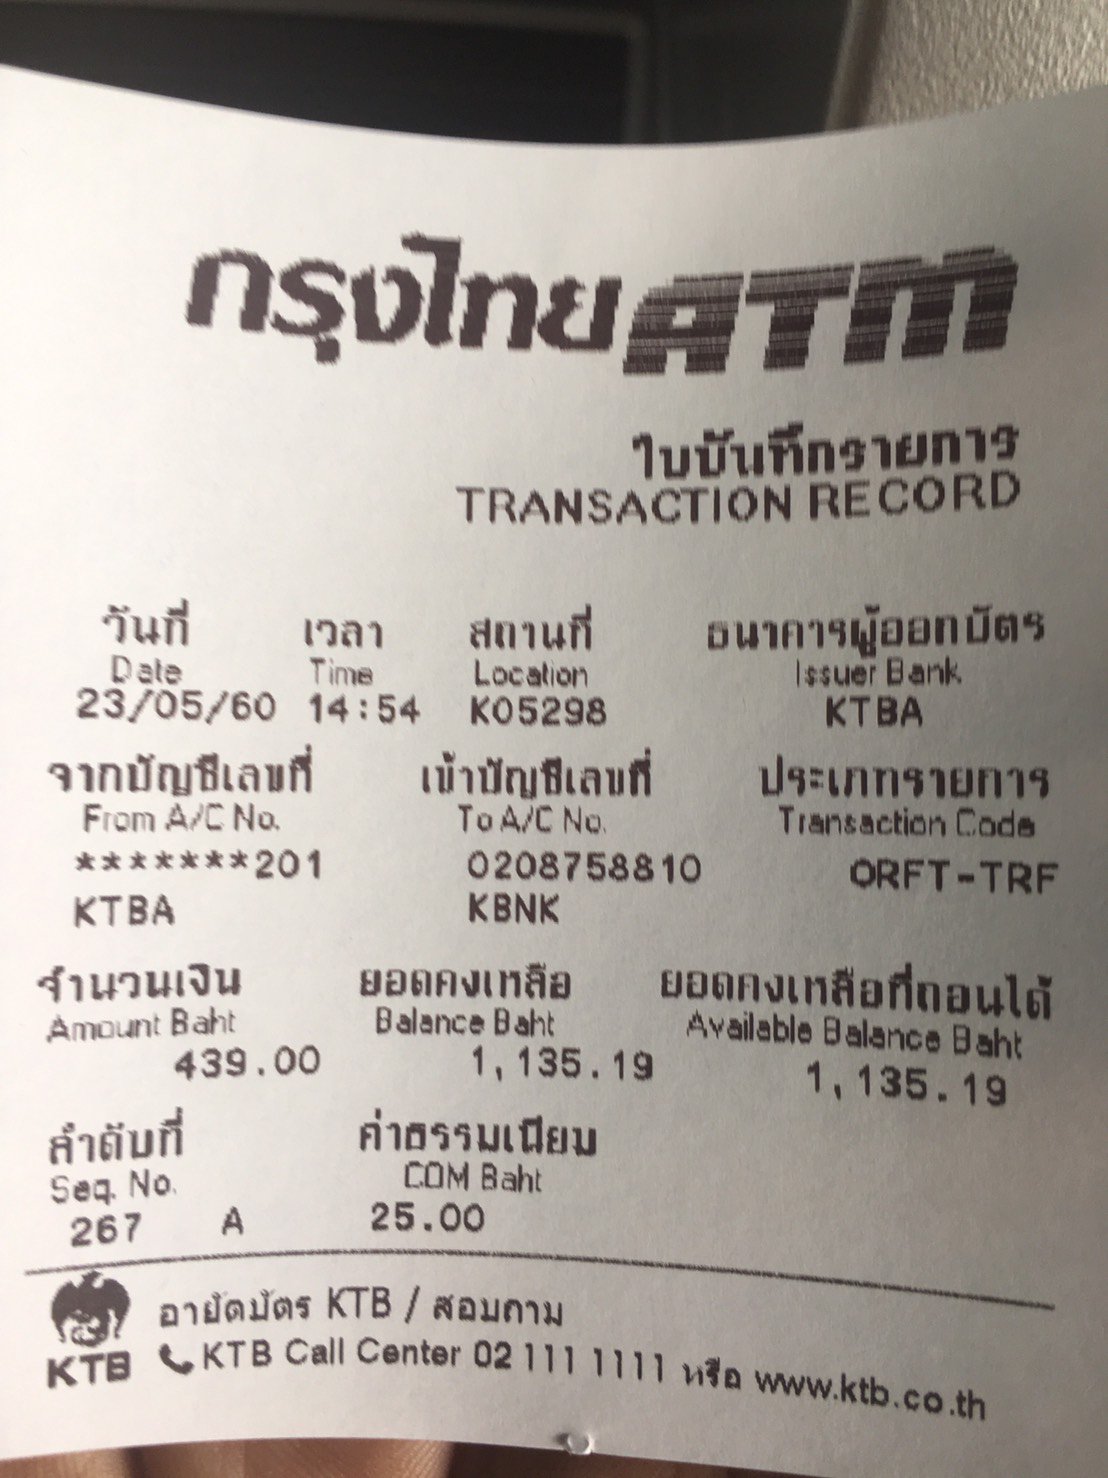 กรุงไทย ATM
ใบบันทึกรายการ
TRANSACTION RECORD
วันที่ เวลา สถานที่ ธนาคารผู้ออกบัตร
Date Time Location Issuer Bank
23/05/60 14:54 K05298 KTBA
จากบัญชีเลขที่ เข้าบัญชีเลขที่ ประเภทรายการ
From A/C No. To A/C No. Transaction Code
*******201 0208758810 ORFT-TRF
KTBA KBNK
จำนวนเงิน ยอดคงเหลือ ยอดคงเหลือที่ถอนได้
Amount Baht Balance Baht Available Balance Baht
439.00 1,135.19 1,135.19
ลำดับที่ ค่าธรรมเนียม
Seq. No. COM Baht
267 A 25.00
อายัดบัตร KTB / สอบถาม
KTB KTB Call Center 02 111 1111 หรือ www.ktb.co.th